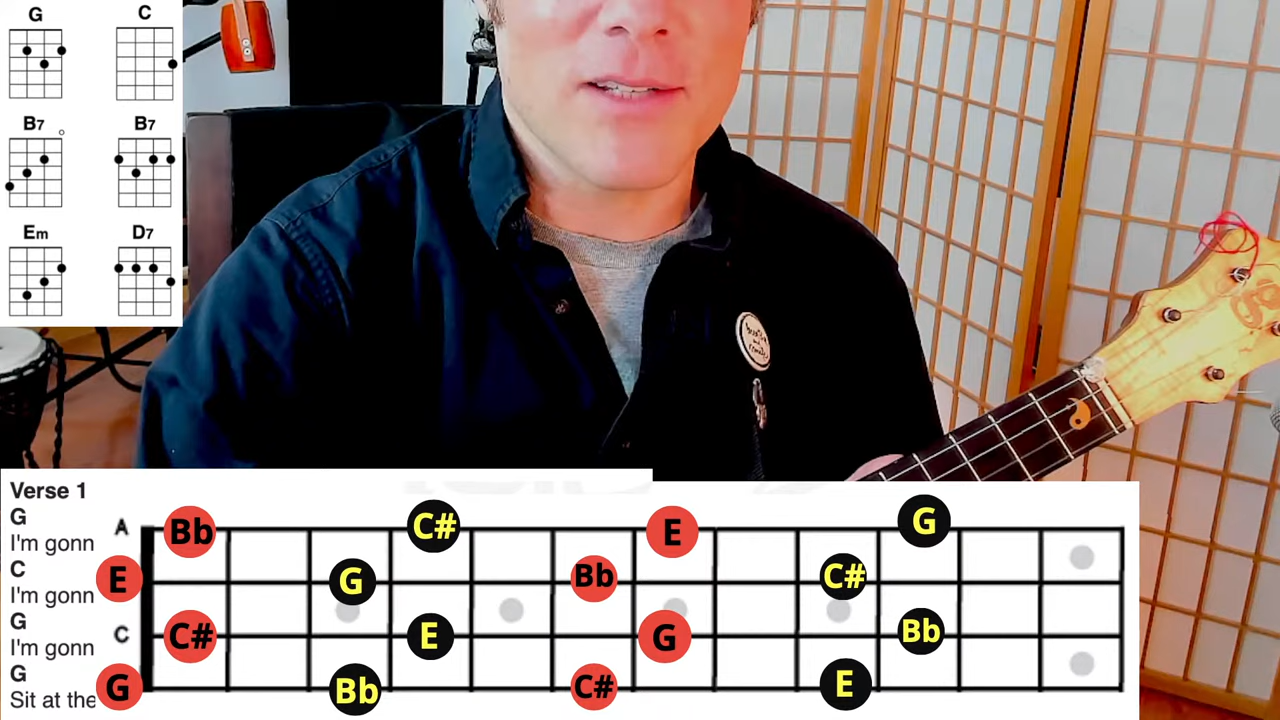 G C
B7 B7
Em D7
Verse 1
G
I'm gonn
C
I'm gonn
G
I'm gonn
G
Sit at the
A Bb C# E G
E G Bb C#
C C# E G Bb
G Bb C# E